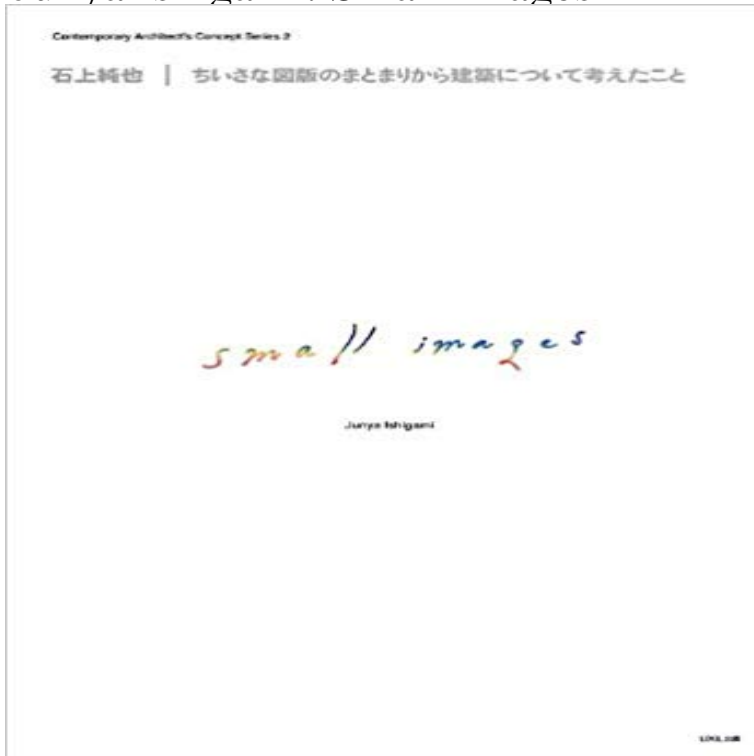 Contemporary Architect's Concept Series 2
石上純也 | ちいさな図版のまとまりから建築について考えたこと
small images
Junya Ishigami